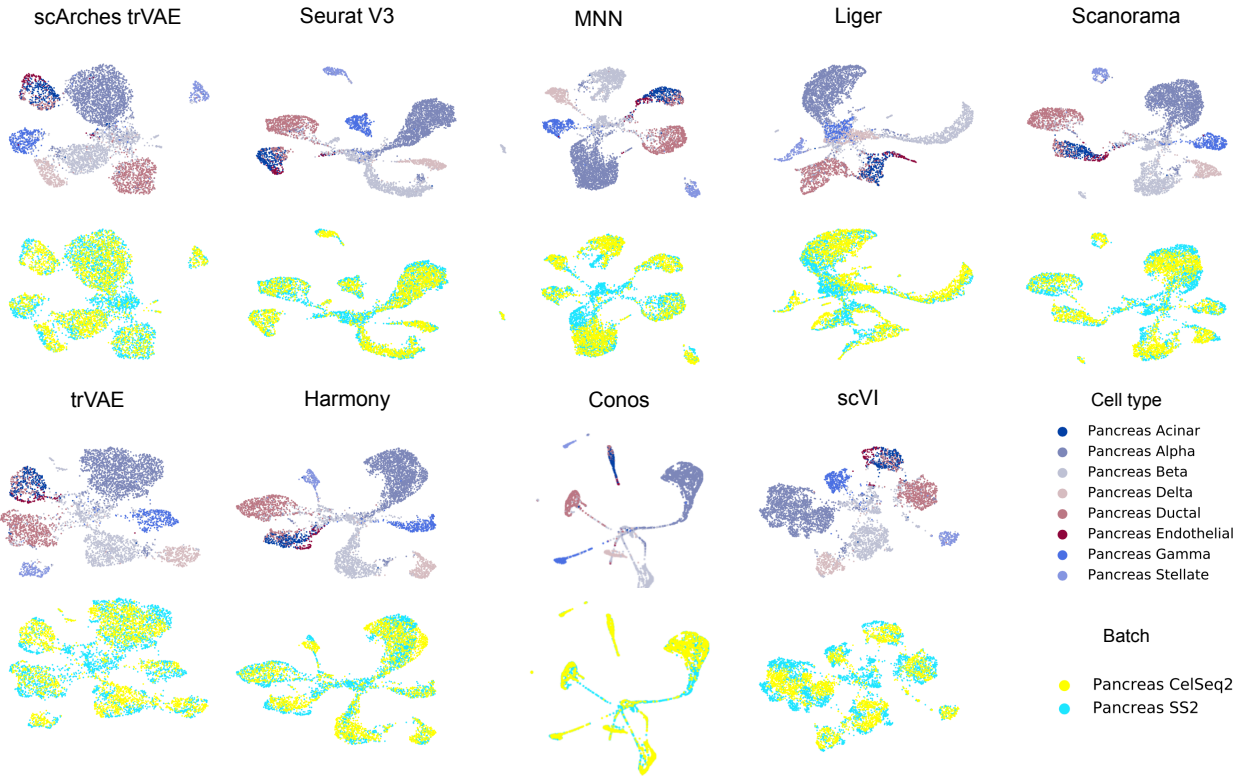 scArches trVAE
Seurat V3
MNN
Liger
Scanorama
trVAE
Harmony
Conos
scVI
Cell type
Pancreas Acinar
Pancreas Alpha
Pancreas Beta
Pancreas Delta
Pancreas Ductal
Pancreas Endothelial
Pancreas Gamma
Pancreas Stellate
Batch
Pancreas CelSeq2
Pancreas SS2